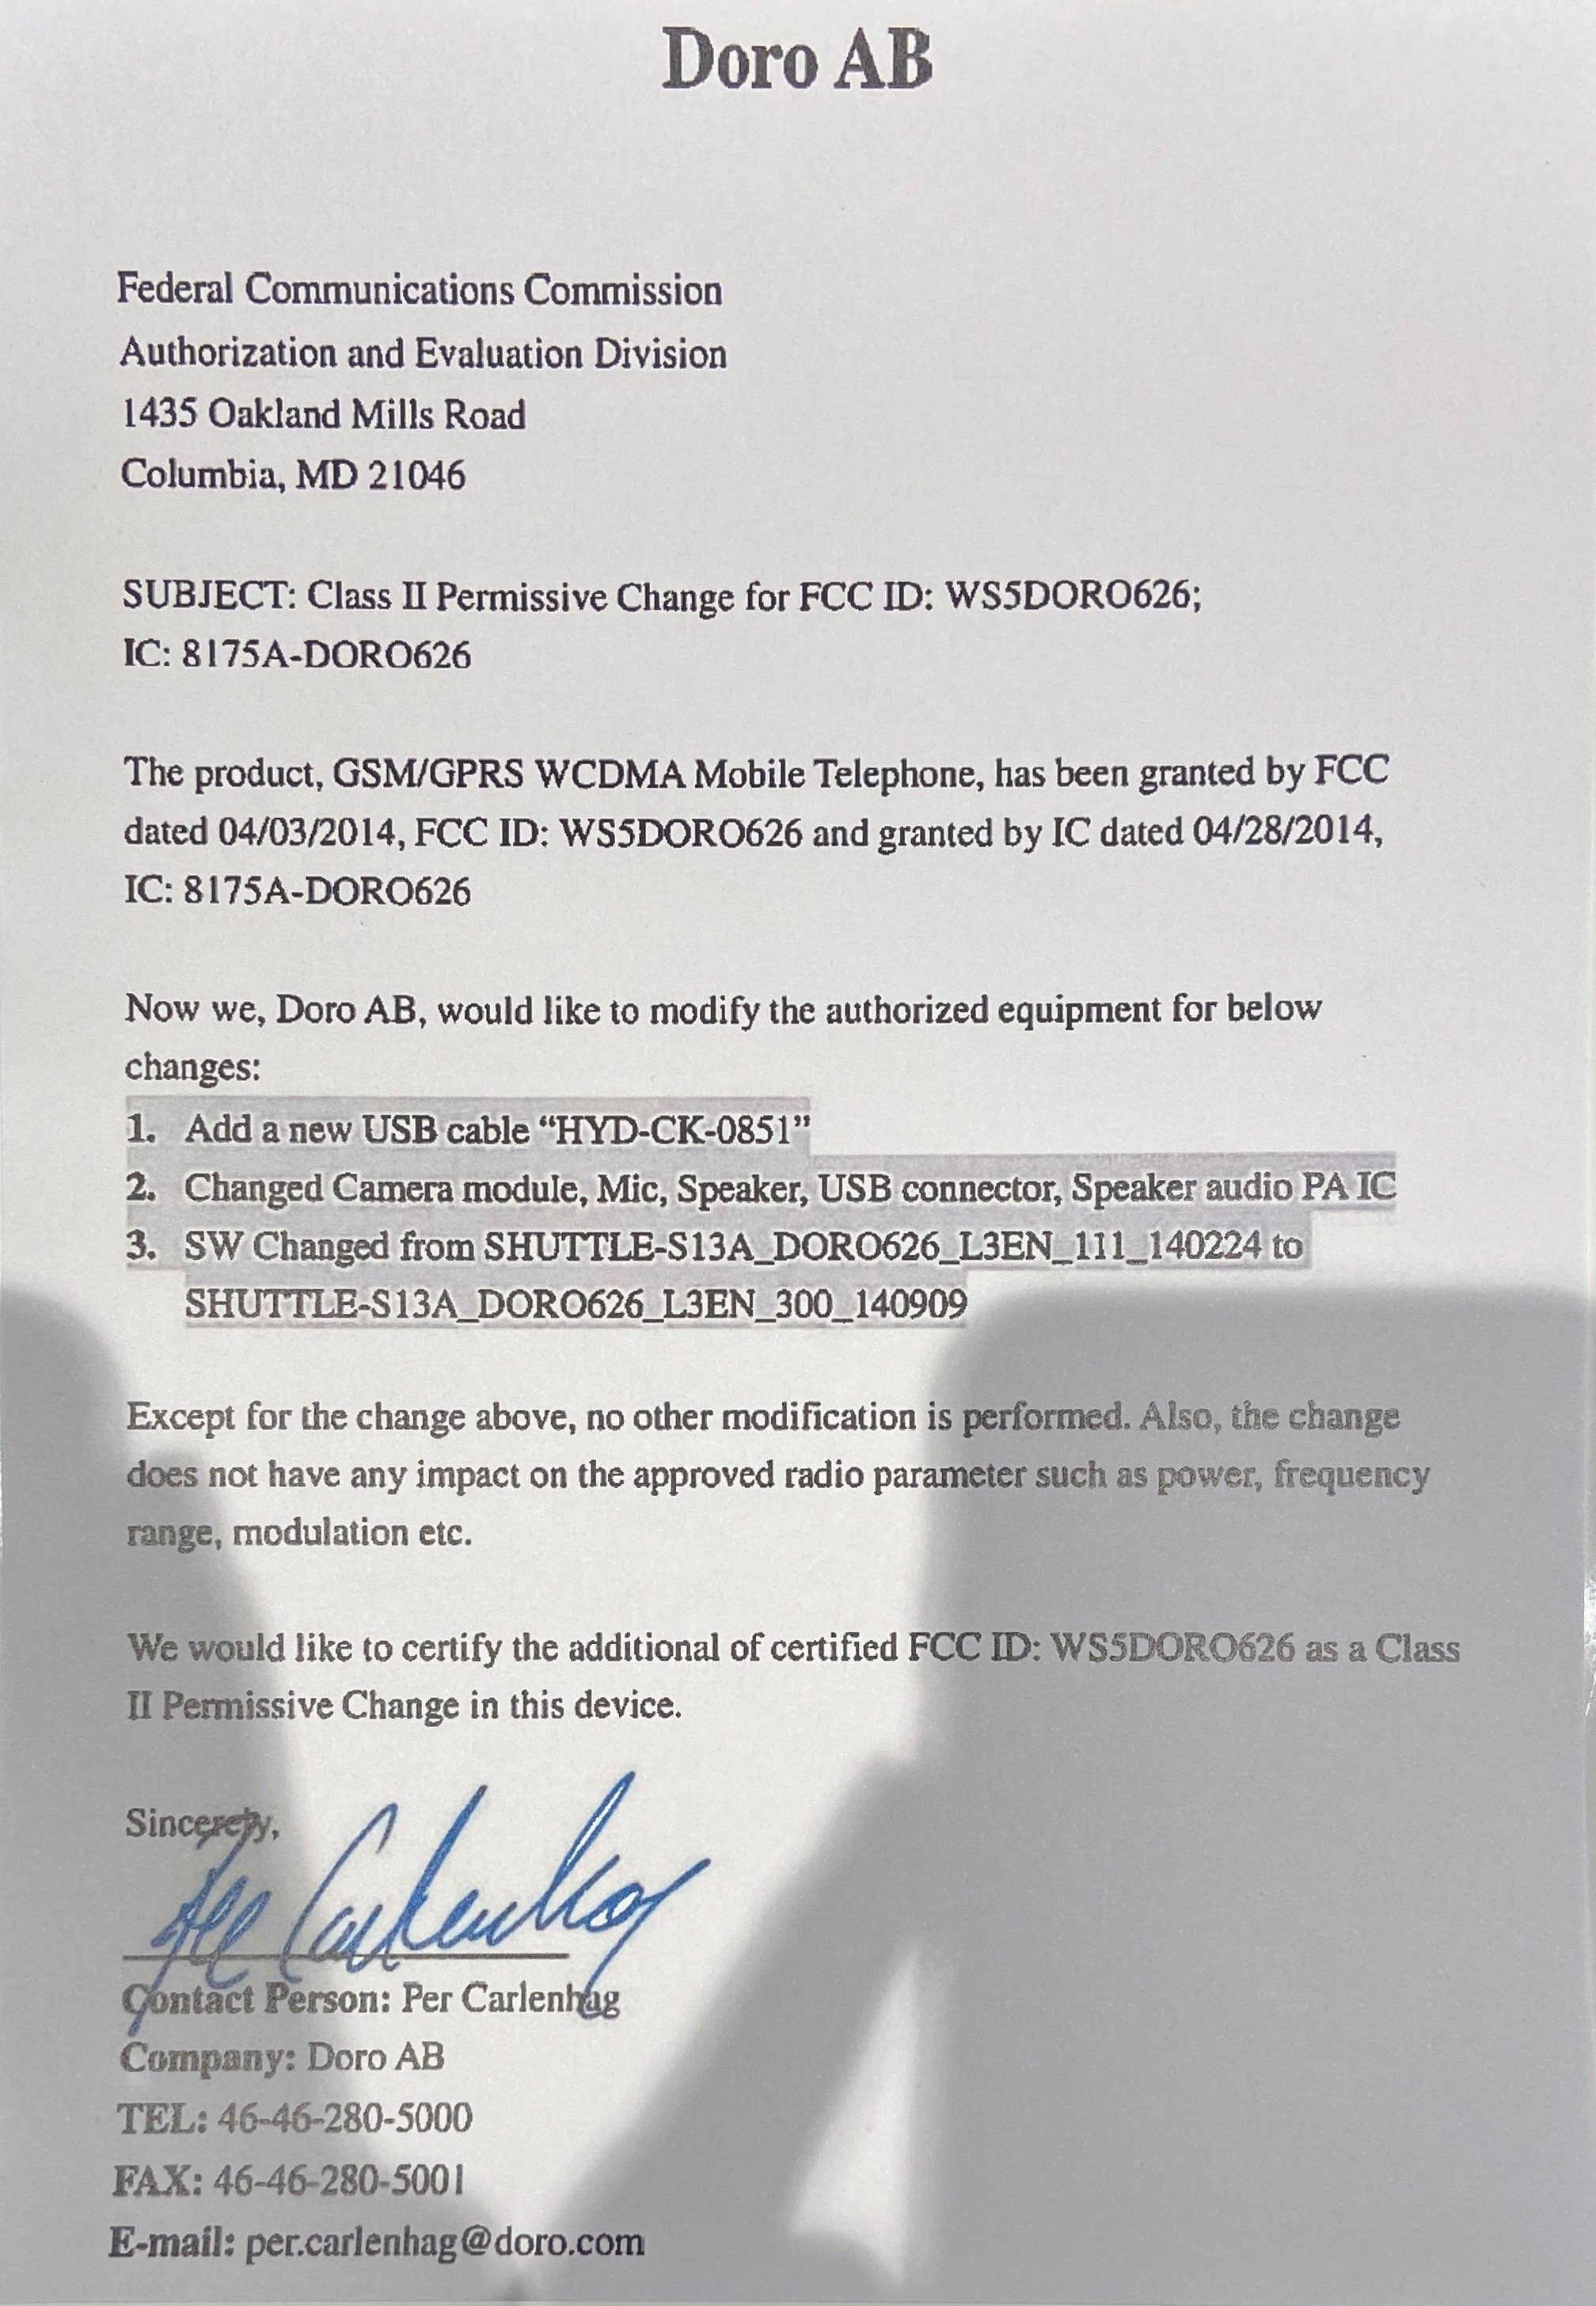 Doro AB
Federal Communications Commission
Authorization and Evaluation Division
1435 Oakland Mills Road
Columbia, MD 21046
SUBJECT: Class II Permissive Change for FCC ID: WS5DORO626;
IC: 8175A-DORO626
The product, GSM/GPRS WCDMA Mobile Telephone, has been granted by FCC
dated 04/03/2014, FCC ID: WS5DORO626 and granted by IC dated 04/28/2014,
IC: 8175A-DORO626
Now we, Doro AB, would like to modify the authorized equipment for below
changes:
1. Add a new USB cable “HYD-CK-0851”
2. Changed Camera module, Mic, Speaker, USB connector, Speaker audio PA IC
3. SW Changed from SHUTTLE-S13A_DORO626_L3EN_111_140224 to
SHUTTLE-S13A_DORO626_L3EN_300_140909
Except for the change above, no other modification is performed. Also, the change
does not have any impact on the approved radio parameter such as power, frequency
range, modulation etc.
We would like to certify the additional of certified FCC ID: WS5DORO626 as a Class
II Permissive Change in this device.
Sincerely,
Per Carlenhag
Contact Person: Per Carlenhag
Company: Doro AB
TEL: 46-46-280-5000
FAX: 46-46-280-5001
E-mail: per.carlenhag@doro.com